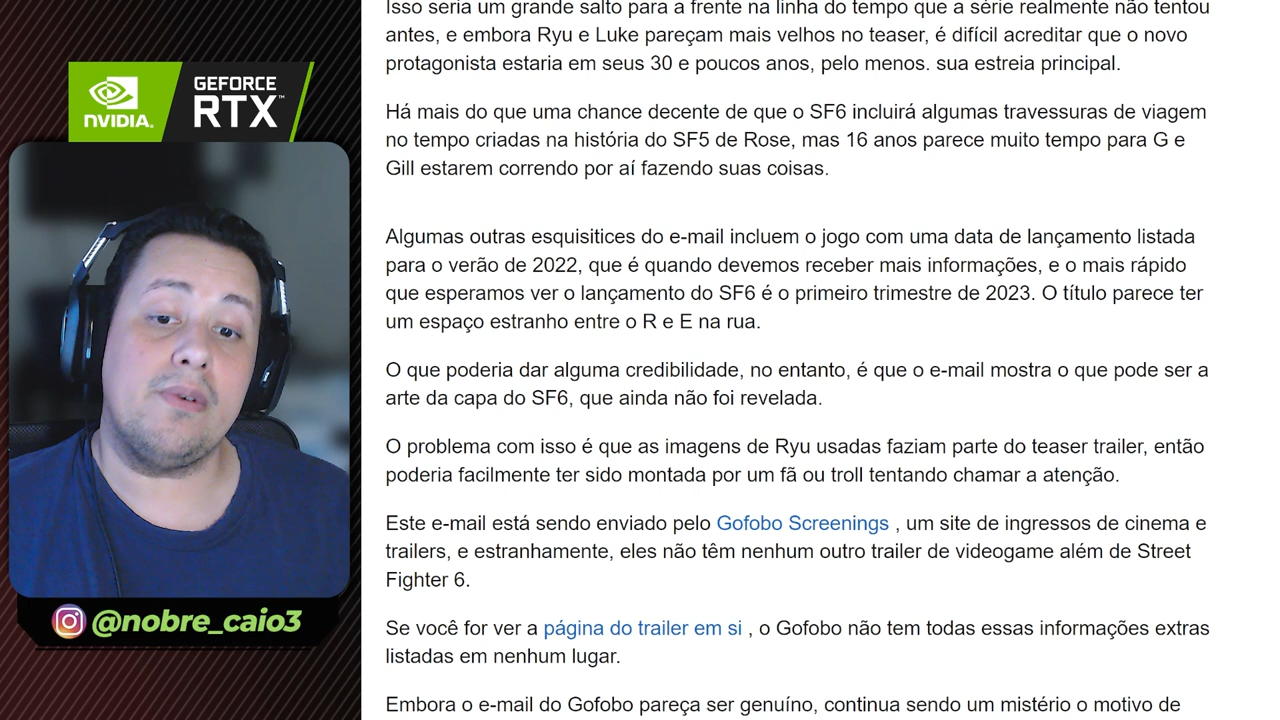 NVIDIA.
GEFORCE
RTX™
@nobre_caio3
Isso seria um grande salto para a frente na linha do tempo que a série realmente não tentou
antes, e embora Ryu e Luke pareçam mais velhos no teaser, é difícil acreditar que o novo
protagonista estaria em seus 30 e poucos anos, pelo menos. sua estreia principal.
Há mais do que uma chance decente de que o SF6 incluirá algumas travessuras de viagem
no tempo criadas na história do SF5 de Rose, mas 16 anos parece muito tempo para G e
Gill estarem correndo por aí fazendo suas coisas.
Algumas outras esquisitices do e-mail incluem o jogo com uma data de lançamento listada
para o verão de 2022, que é quando devemos receber mais informações, e o mais rápido
que esperamos ver o lançamento do SF6 é o primeiro trimestre de 2023. O título parece ter
um espaço estranho entre o R e E na rua.
O que poderia dar alguma credibilidade, no entanto, é que o e-mail mostra o que pode ser a
arte da capa do SF6, que ainda não foi revelada.
O problema com isso é que as imagens de Ryu usadas faziam parte do teaser trailer, então
poderia facilmente ter sido montada por um fã ou troll tentando chamar a atenção.
Este e-mail está sendo enviado pelo Gofobo Screenings , um site de ingressos de cinema e
trailers, e estranhamente, eles não têm nenhum outro trailer de videogame além de Street
Fighter 6.
Se você for ver a página do trailer em si , o Gofobo não tem todas essas informações extras
listadas em nenhum lugar.
Embora o e-mail do Gofobo pareça ser genuíno, continua sendo um mistério o motivo de